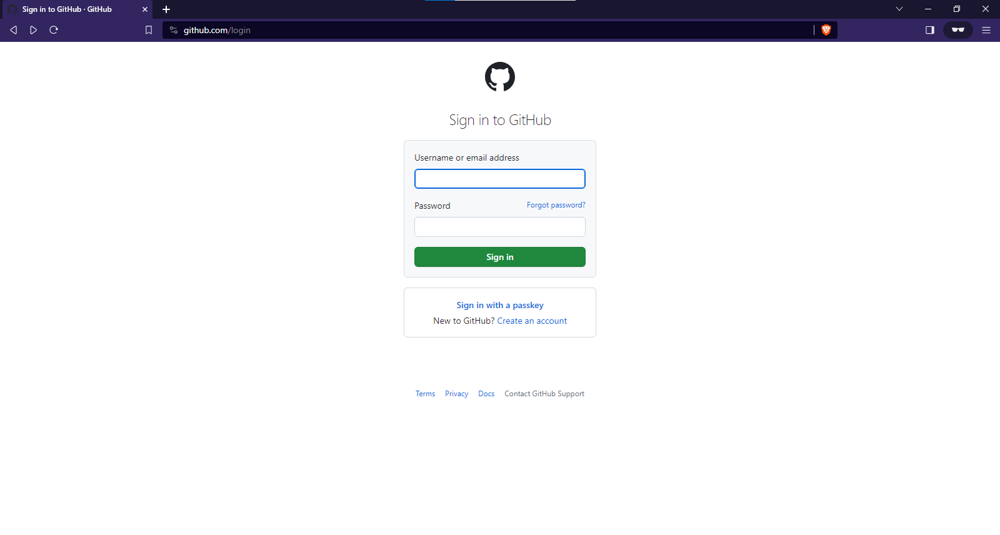 Sign in to GitHub · GitHub
github.com/login
Sign in to GitHub
Username or email address
Password Forgot password?
Sign in
Sign in with a passkey
New to GitHub? Create an account
Terms Privacy Docs Contact GitHub Support